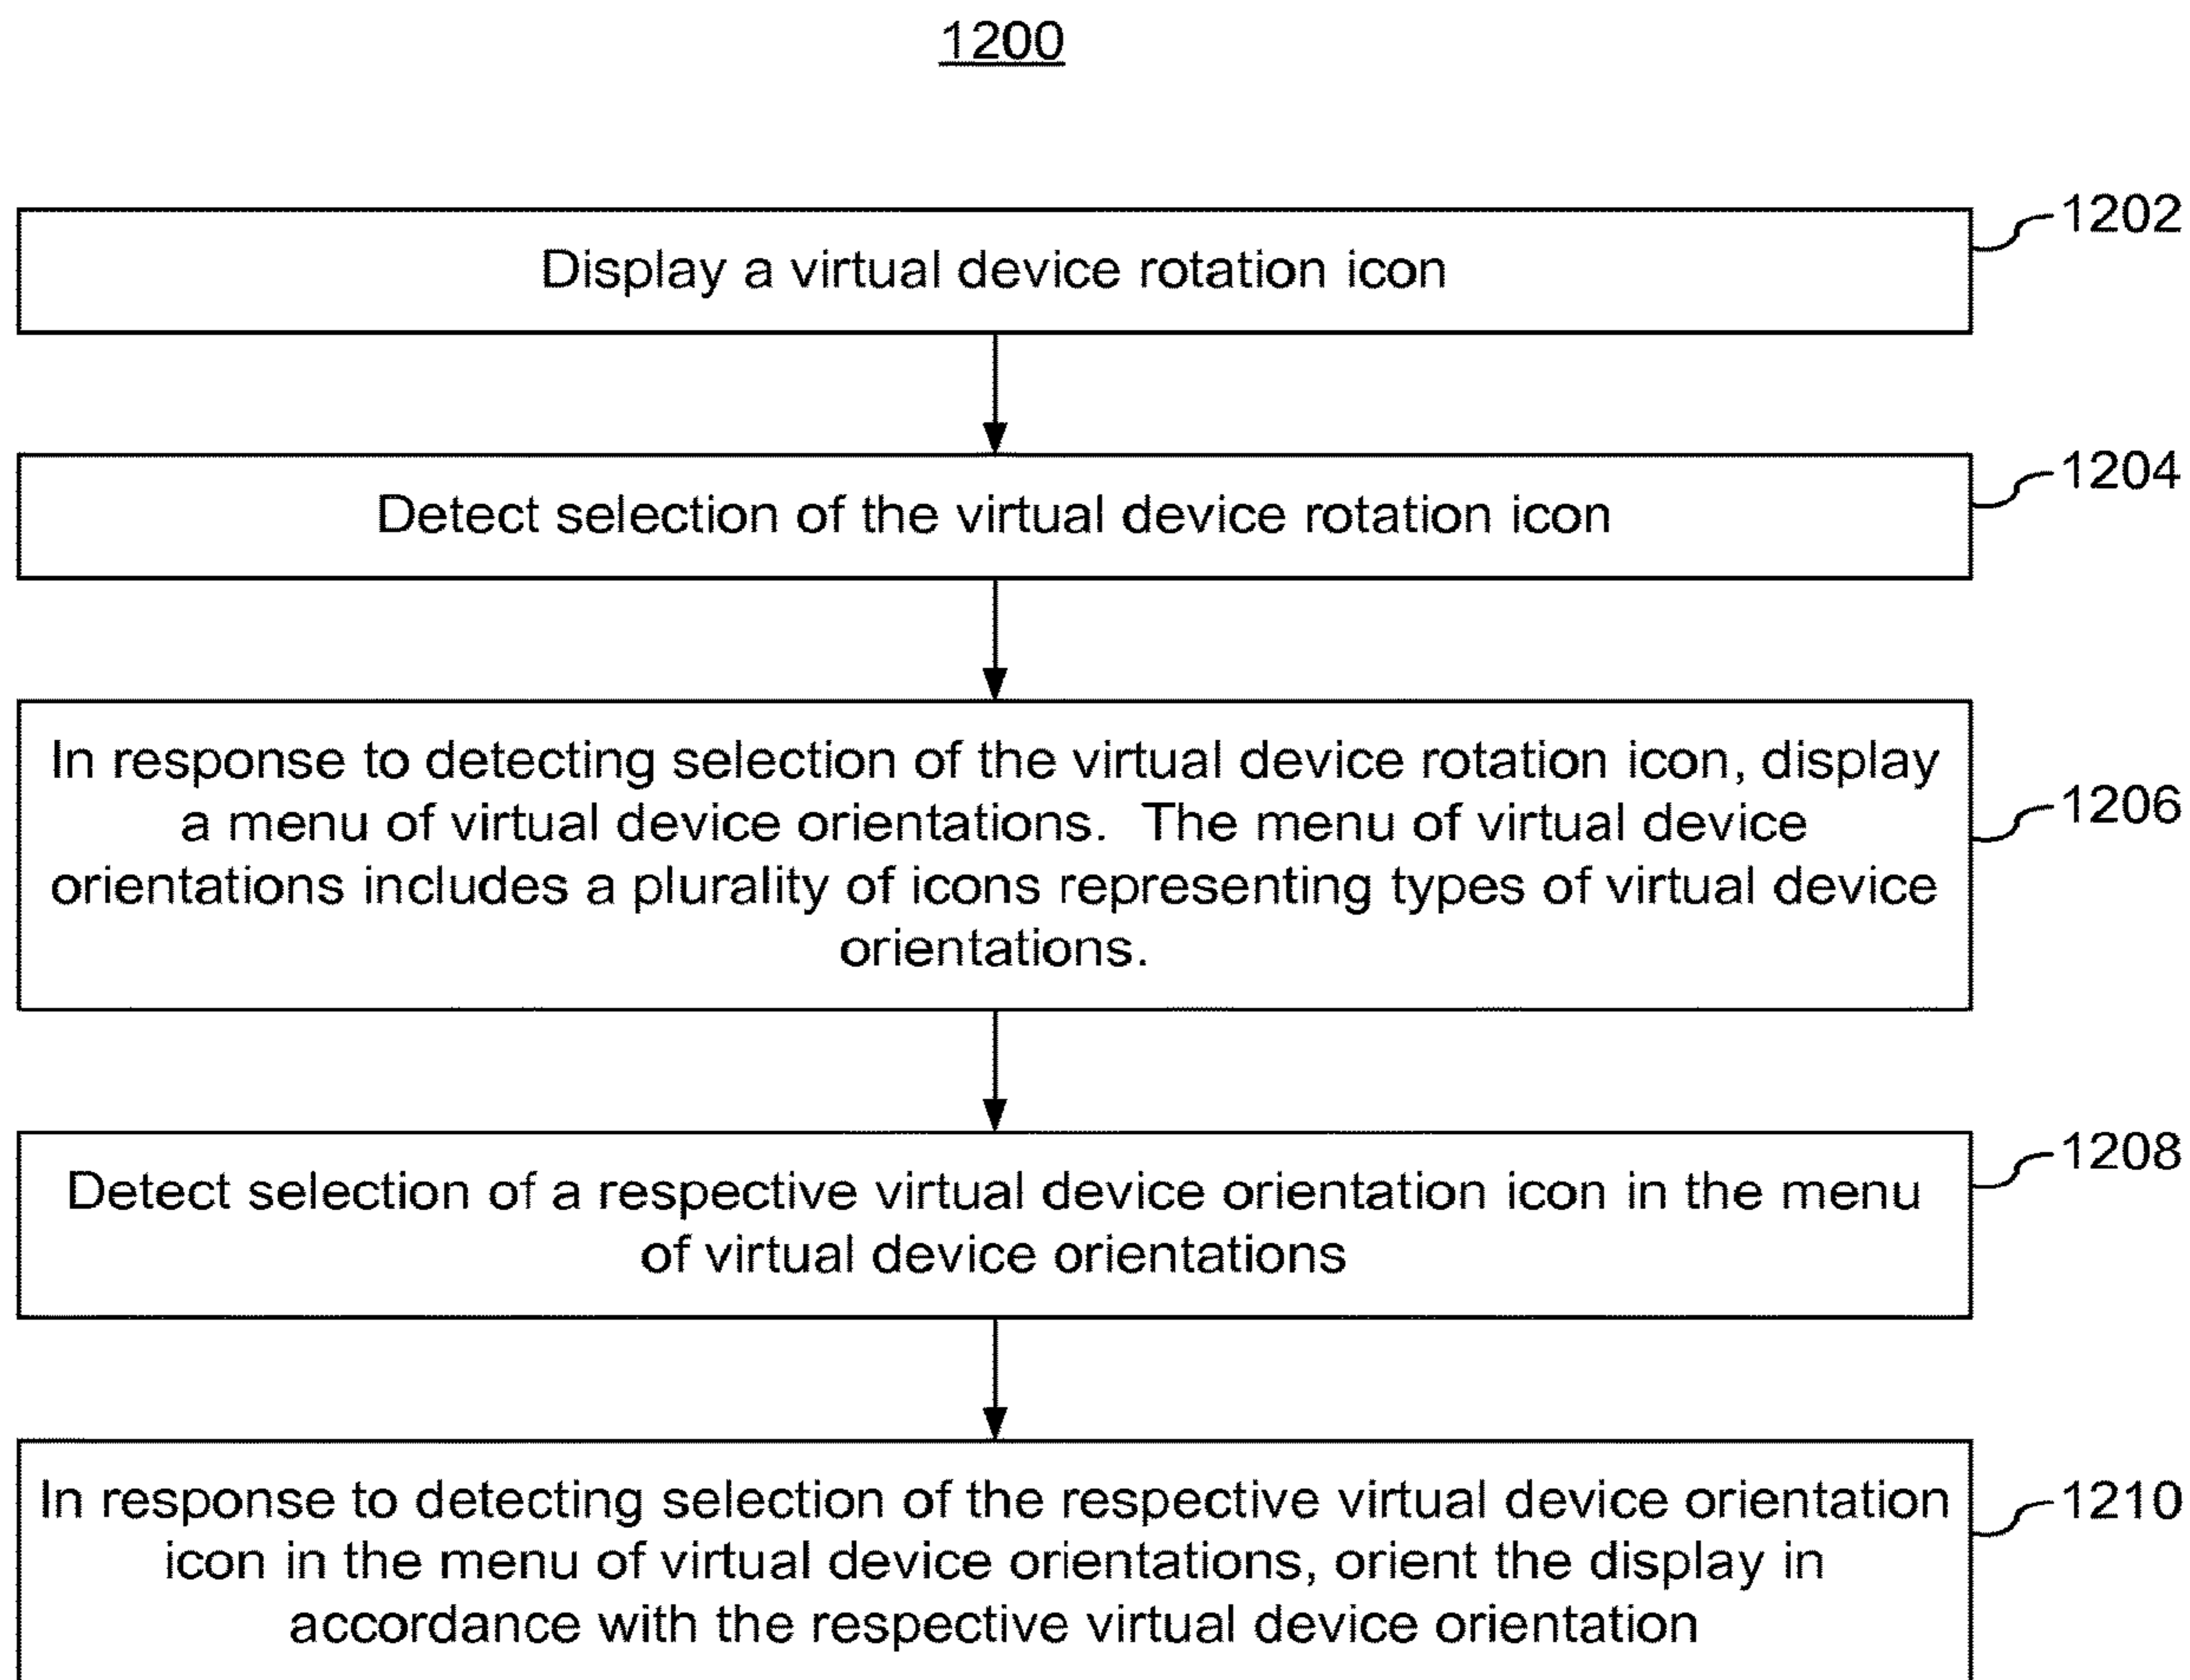 1200
Display a virtual device rotation icon
1202
Detect selection of the virtual device rotation icon
1204
In response to detecting selection of the virtual device rotation icon, display
a menu of virtual device orientations. The menu of virtual device
orientations includes a plurality of icons representing types of virtual device
orientations.
1206
Detect selection of a respective virtual device orientation icon in the menu
of virtual device orientations
1208
In response to detecting selection of the respective virtual device orientation
icon in the menu of virtual device orientations, orient the display in
accordance with the respective virtual device orientation
1210